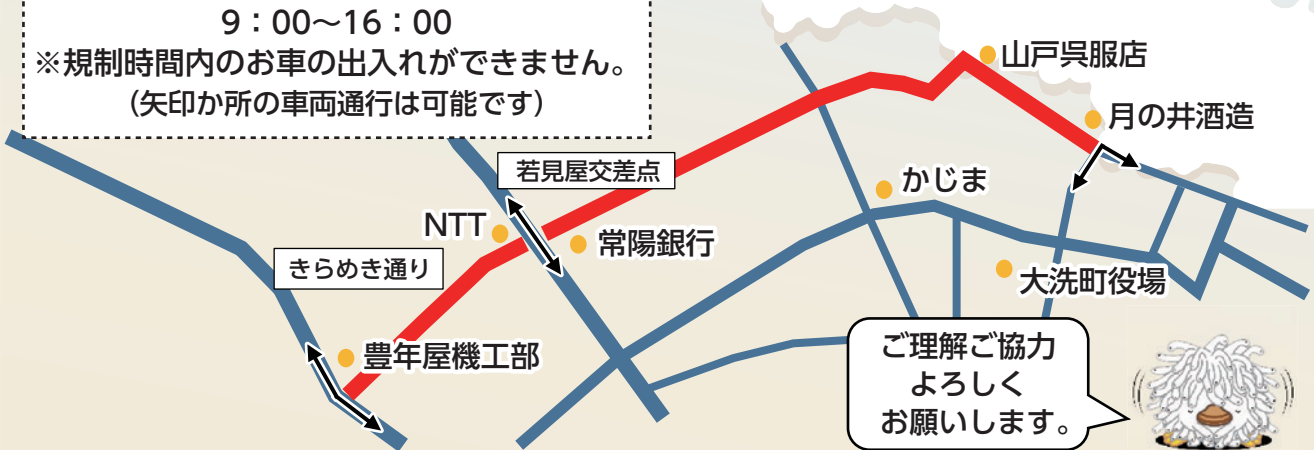 9：00〜16：00
※規制時間内のお車の出入れができません。
（矢印か所の車両通行は可能です）
山戸呉服店
月の井酒造
若見屋交差点
かじま
NTT
常陽銀行
きらめき通り
大洗町役場
豊年屋機工部
ご理解ご協力
よろしく
お願いします。